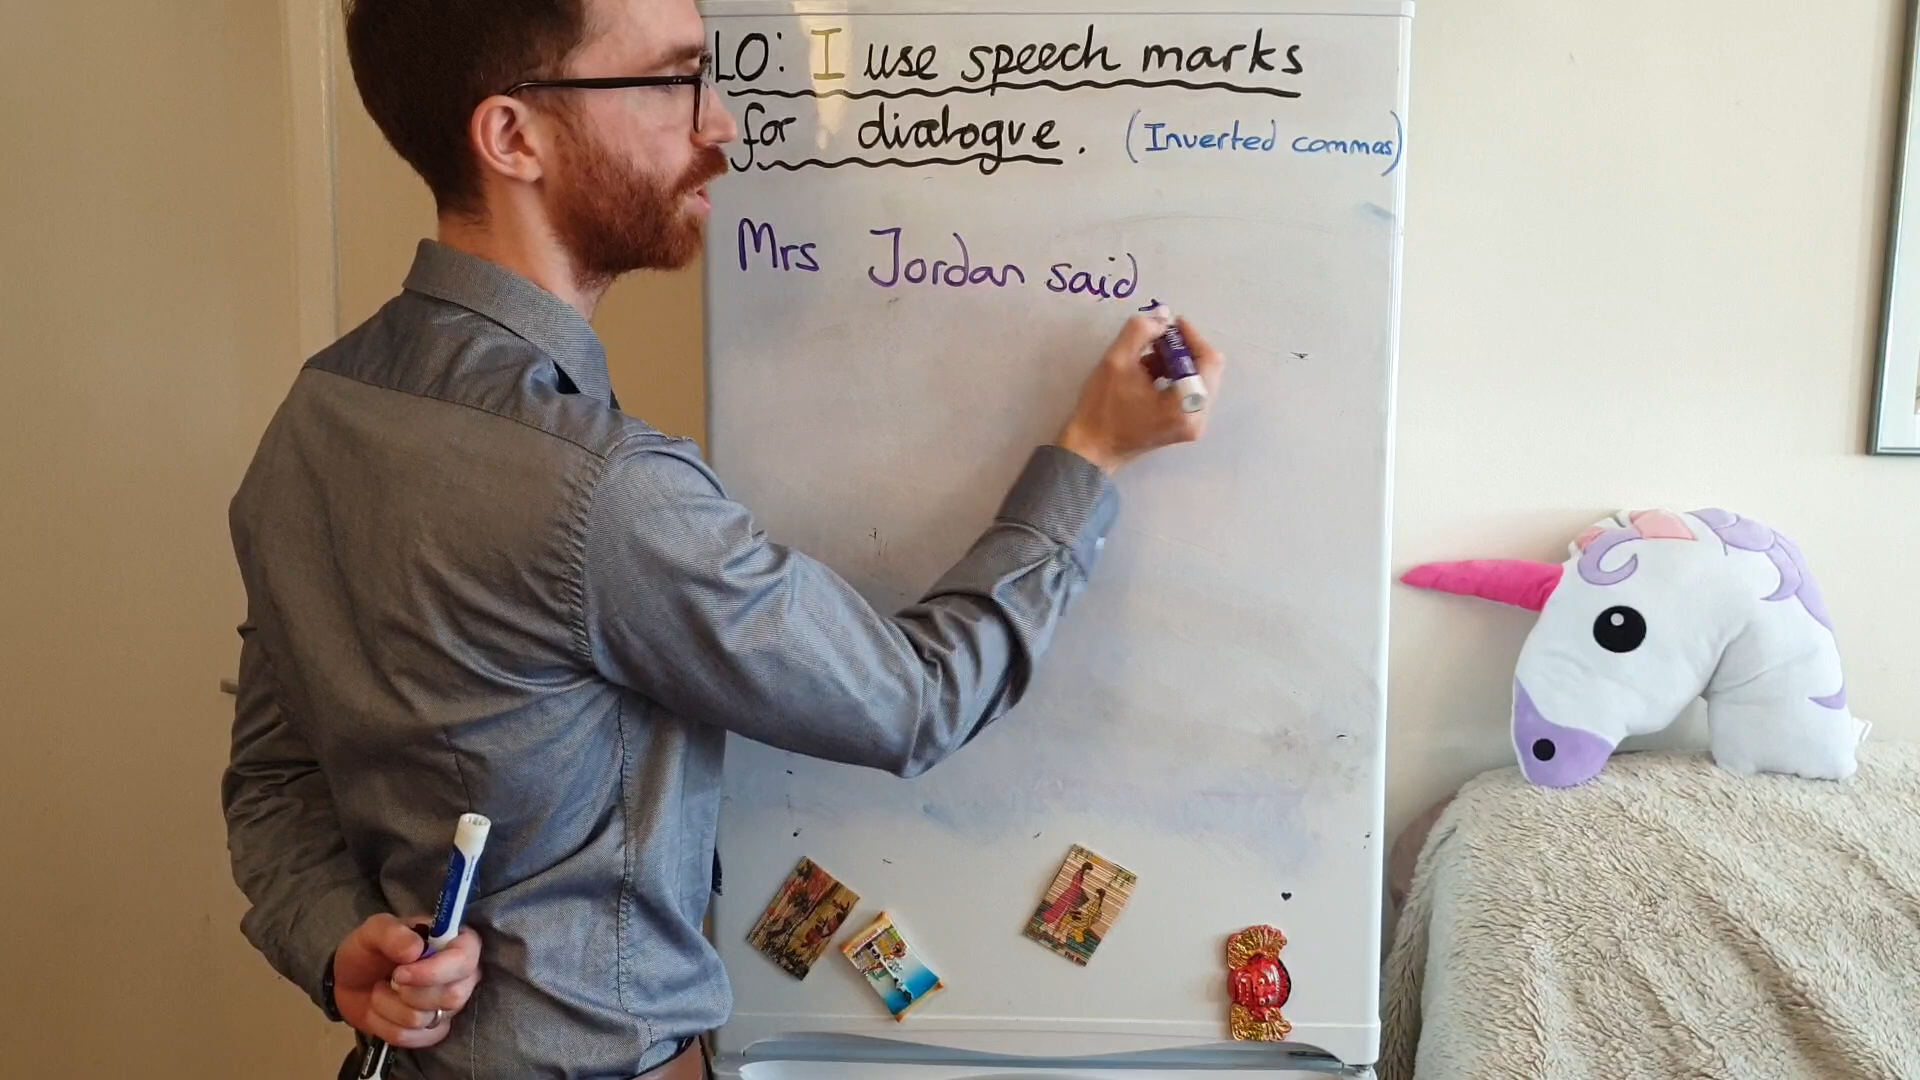 LO: I use speech marks
for dialogue. (Inverted commas)
Mrs Jordan said,